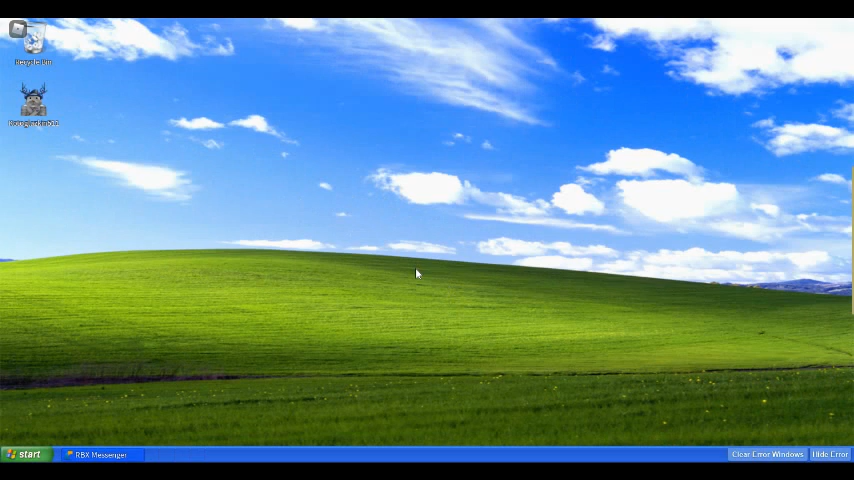 Recycle Bin
start
RBX Messenger
Clear Error Windows
Hide Error